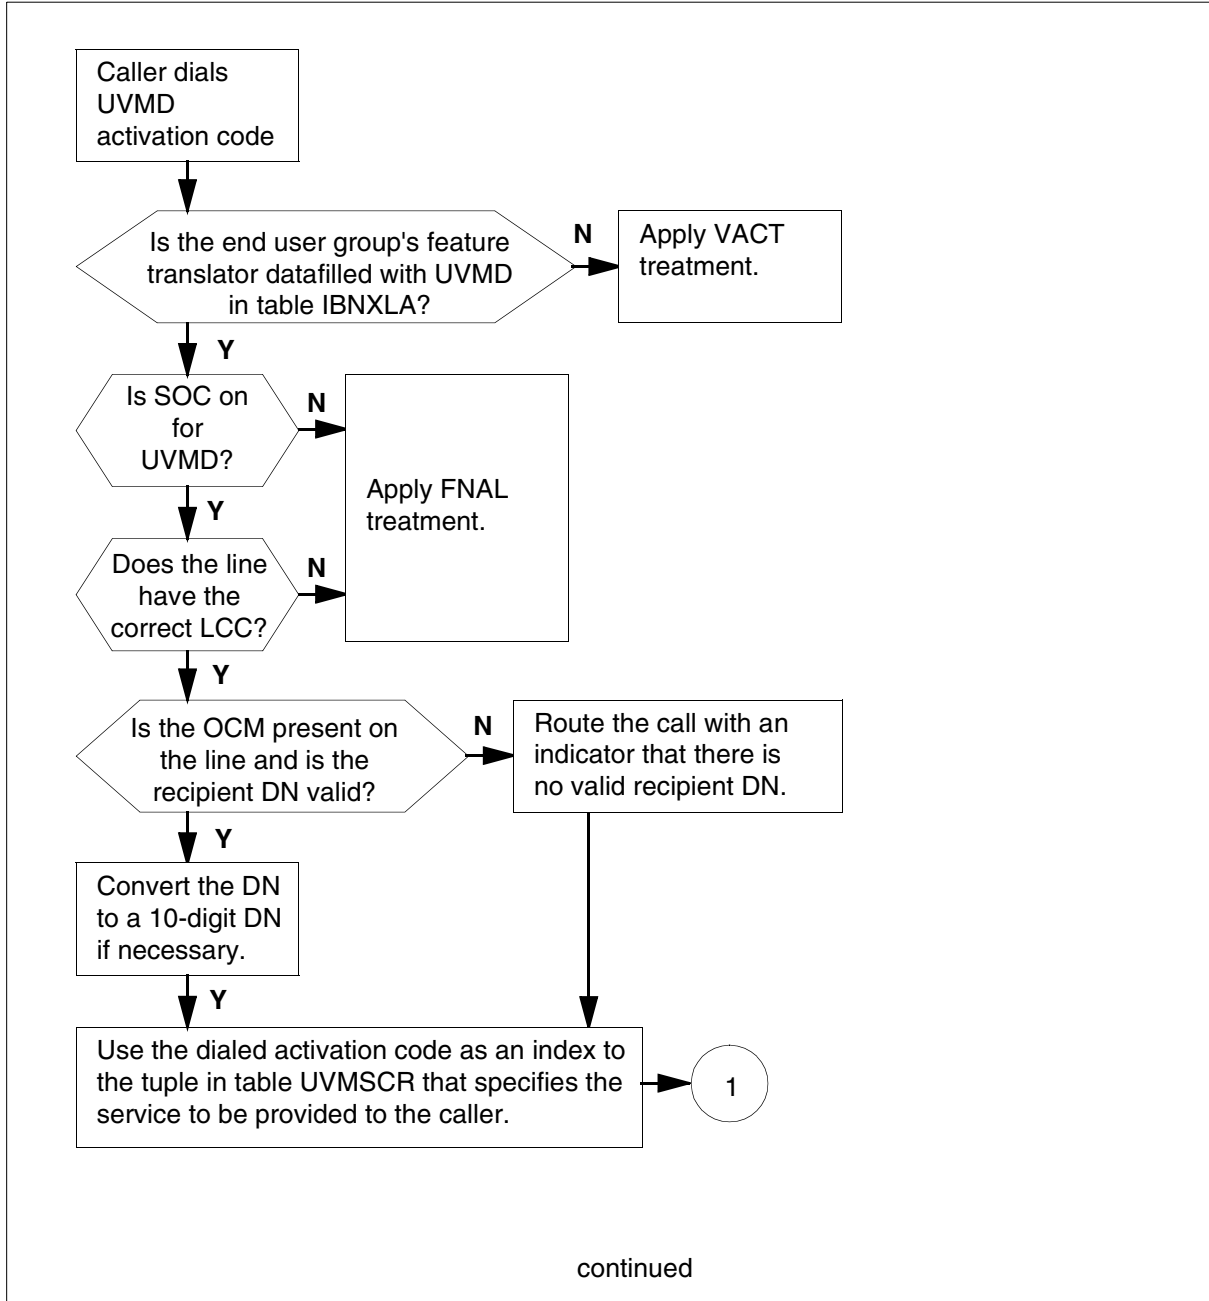 Caller dials
UVMD
activation code
Is the end user group's feature
translator datafilled with UVMD
in table IBNXLA?
N
Apply VACT
treatment.
Y
Is SOC on
for
UVMD?
N
Apply FNAL
treatment.
Y
Does the line
have the
correct LCC?
N
Y
Is the OCM present on
the line and is the
recipient DN valid?
N
Route the call with an
indicator that there is
no valid recipient DN.
Y
Convert the DN
to a 10-digit DN
if necessary.
Y
Use the dialed activation code as an index to
the tuple in table UVMSCR that specifies the
service to be provided to the caller.
1
continued